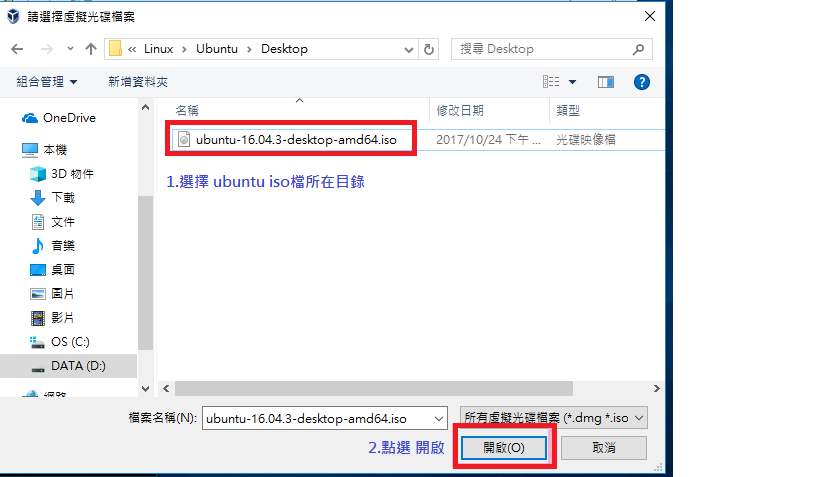 請選擇虛擬光碟檔案
« Linux > Ubuntu > Desktop
搜尋 Desktop
組合管理 新增資料夾
名稱 修改日期 類型
ubuntu-16.04.3-desktop-amd64.iso 2017/10/24 下午 ... 光碟映像檔
1.選擇 ubuntu iso檔所在目錄
OneDrive
本機
3D 物件
下載
文件
音樂
桌面
圖片
影片
OS (C:)
DATA (D:)
網路
檔案名稱(N): ubuntu-16.04.3-desktop-amd64.iso 所有虛擬光碟檔案 (*.dmg *.iso
2.點選 開啟 開啟(O) 取消